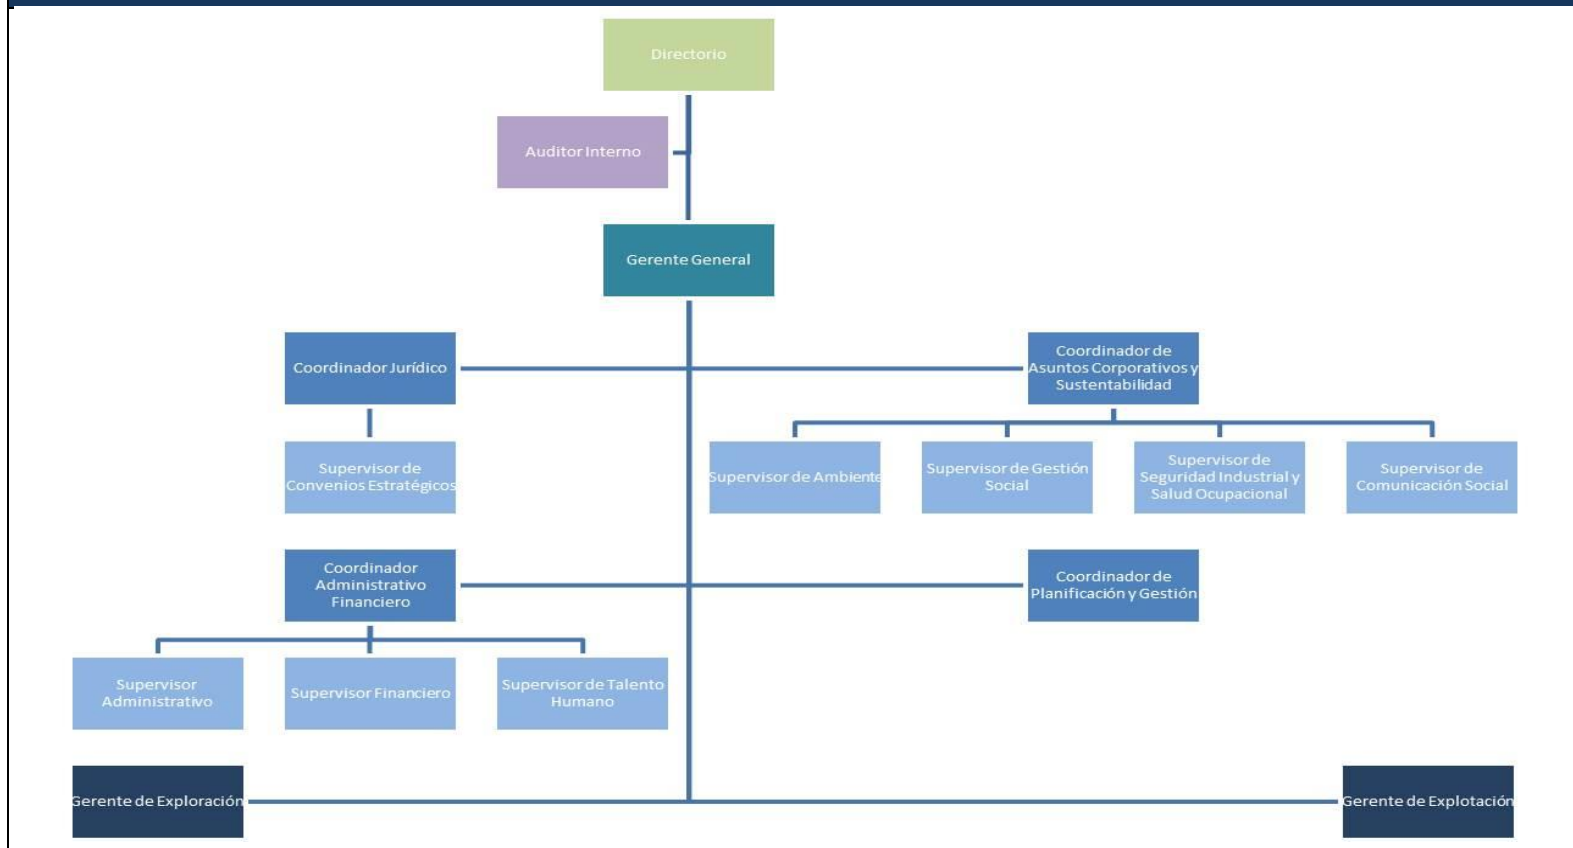 Directorio
Auditor Interno
Gerente General
Coordinador Jurídico
Coordinador de
Asuntos Corporativos y
Sustentabilidad
Supervisor de
Convenios Estratégicos
Supervisor de Ambiente
Supervisor de Gestión
Social
Supervisor de
Seguridad Industrial y
Salud Ocupacional
Supervisor de
Comunicación Social
Coordinador
Administrativo
Financiero
Coordinador de
Planificación y Gestión
Supervisor
Administrativo
Supervisor Financiero
Supervisor de Talento
Humano
Gerente de Exploración
Gerente de Explotación